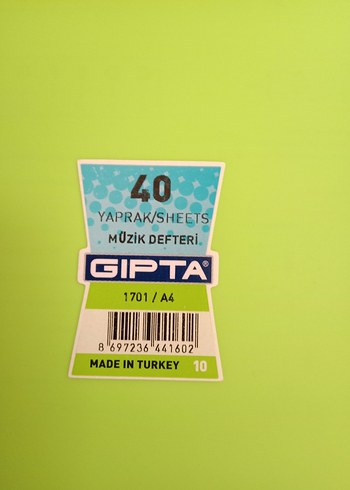 40
YAPRAK/SHEETS
MÜZİK DEFTERİ
GIPTA®
1701 / A4
8 697236 441602
MADE IN TURKEY 10